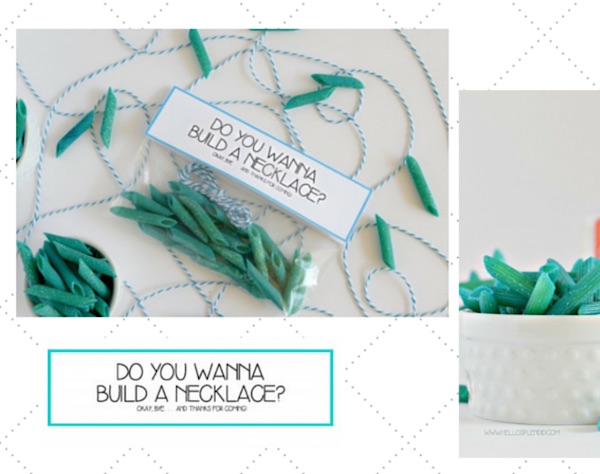 DO YOU WANNA
BUILD A NECKLACE?
OKAY, BYE. . . AND THANKS FOR COMING!
DO YOU WANNA
BUILD A NECKLACE?
OKAY, BYE. . . AND THANKS FOR COMING!
WWW.HELLOSPLENDID.COM